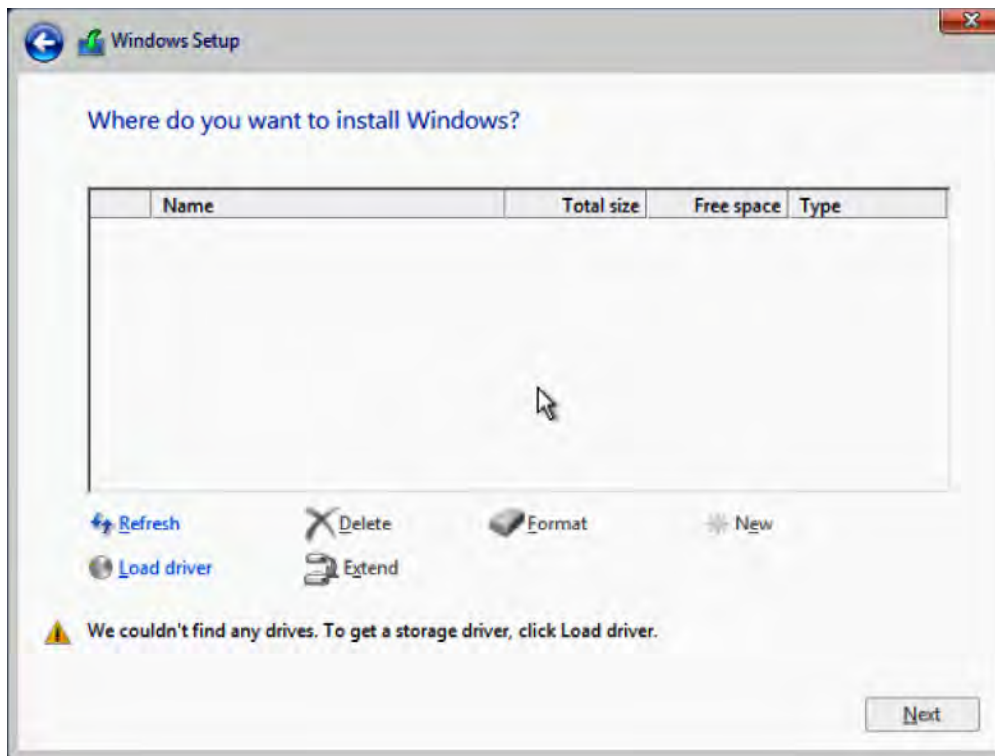 Windows Setup
Where do you want to install Windows?
Name Total size Free space Type
Refresh Delete Format New
Load driver Extend
We couldn't find any drives. To get a storage driver, click Load driver.
Next